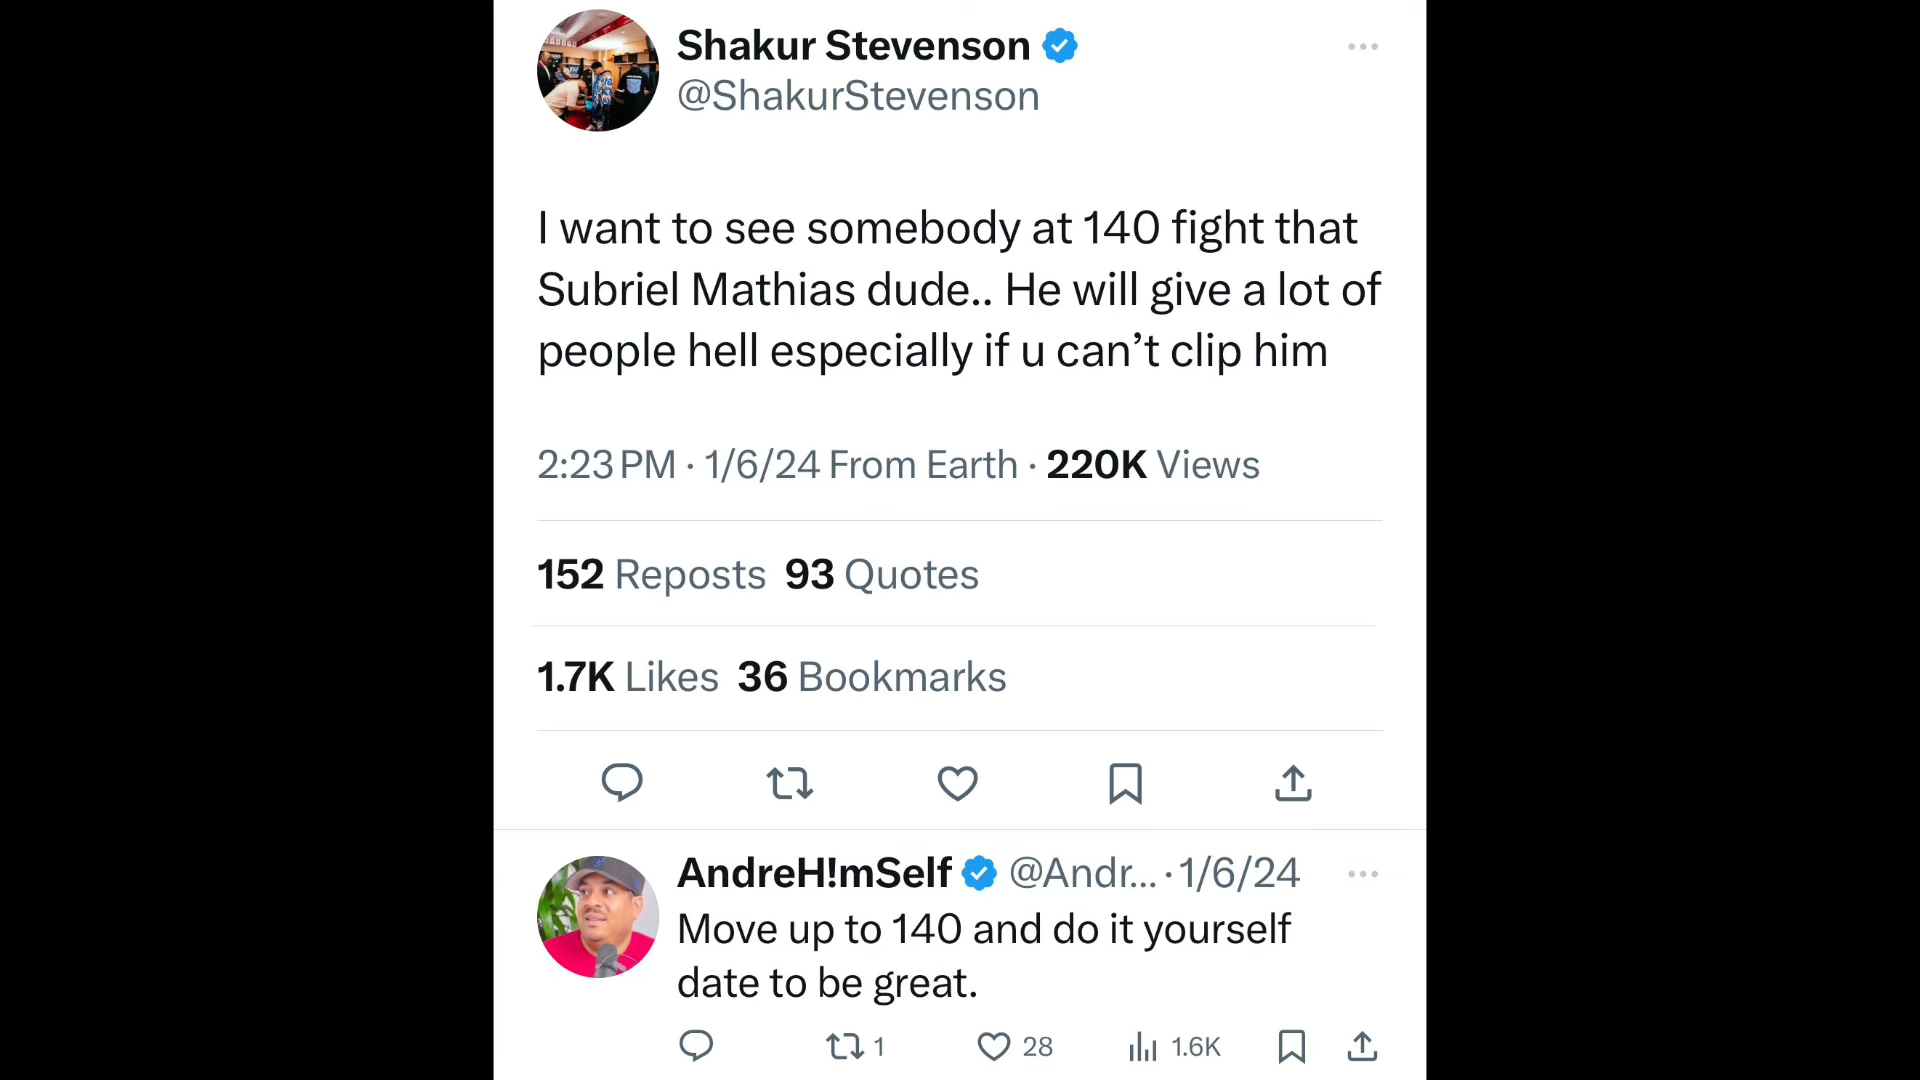 Shakur Stevenson
@ShakurStevenson
I want to see somebody at 140 fight that
Subriel Mathias dude.. He will give a lot of
people hell especially if u can’t clip him
2:23 PM · 1/6/24 From Earth · 220K Views
152 Reposts 93 Quotes
1.7K Likes 36 Bookmarks
AndreH!mSelf @Andr... · 1/6/24
Move up to 140 and do it yourself
date to be great.
1 28 1.6K